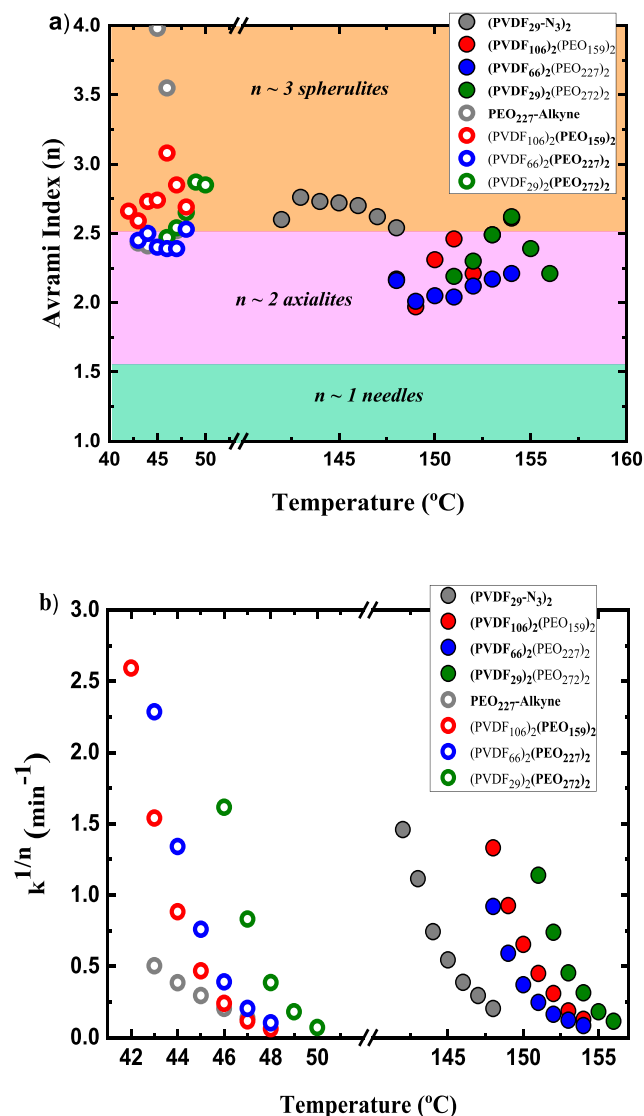 a)
4.0
3.5
3.0
2.5
2.0
1.5
1.0
Avrami Index (n)
n ~ 3 spherulites
n ~ 2 axialites
n ~ 1 needles
(PVDF₂₉-N₃)₂
(PVDF₁₀₆)₂(PEO₁₅₉)₂
(PVDF₆₆)₂(PEO₂₂₇)₂
(PVDF₂₉)₂(PEO₂₇₂)₂
PEO₂₂₇-Alkyne
(PVDF₁₀₆)₂(PEO₁₅₉)₂
(PVDF₆₆)₂(PEO₂₂₇)₂
(PVDF₂₉)₂(PEO₂₇₂)₂
40 45 50 145 150 155 160
Temperature (ºC)
b)
3.0
2.5
2.0
1.5
1.0
0.5
0.0
k^1/n (min⁻¹)
(PVDF₂₉-N₃)₂
(PVDF₁₀₆)₂(PEO₁₅₉)₂
(PVDF₆₆)₂(PEO₂₂₇)₂
(PVDF₂₉)₂(PEO₂₇₂)₂
PEO₂₂₇-Alkyne
(PVDF₁₀₆)₂(PEO₁₅₉)₂
(PVDF₆₆)₂(PEO₂₂₇)₂
(PVDF₂₉)₂(PEO₂₇₂)₂
42 44 46 48 50 145 150 155
Temperature (ºC)